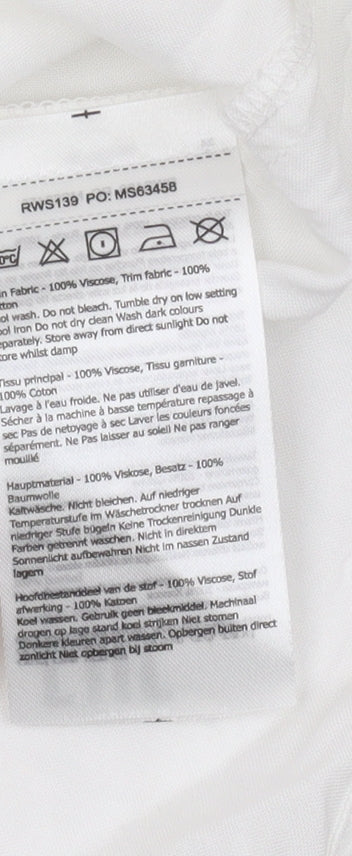 RWS139 PO: MS63458
n Fabric - 100% Viscose, Trim fabric - 100%
tton
ol wash. Do not bleach. Tumble dry on low setting
ool Iron Do not dry clean Wash dark colours
eparately. Store away from direct sunlight Do not
tore whilst damp
Tissu principal - 100% Viscose, Tissu garniture -
100% Coton
Lavage à l'eau froide. Ne pas utiliser d'eau de javel.
Sécher à la machine à basse température repassage à
sec Pas de netoyage à sec Laver les couleurs foncées
séparément. Ne Pas laisser au soleil Ne pas ranger
mouillé
Hauptmaterial - 100% Viskose, Besatz - 100%
Baumwolle
Kaltwäsche. Nicht bleichen. Auf niedriger
Temperaturstufe im Wäschetrockner trocknen Auf
niedriger Stufe bügeln Keine Trockenreinigung Dunkle
Farben getrennt waschen. Nicht in direktem
Sonnenlicht aufbewahren Nicht im nassen Zustand
lagern
Hoofdbestanddeel van de stof - 100% Viscose, Stof
afwerking - 100% Katoen
Koel wassen. Gebruik geen bleekmiddel. Machinaal
drogen op lage stand koel strijken Niet stomen
Donkere kleuren apart wassen. Opbergen buiten direct
zonlicht Niet opbergen bij stoom